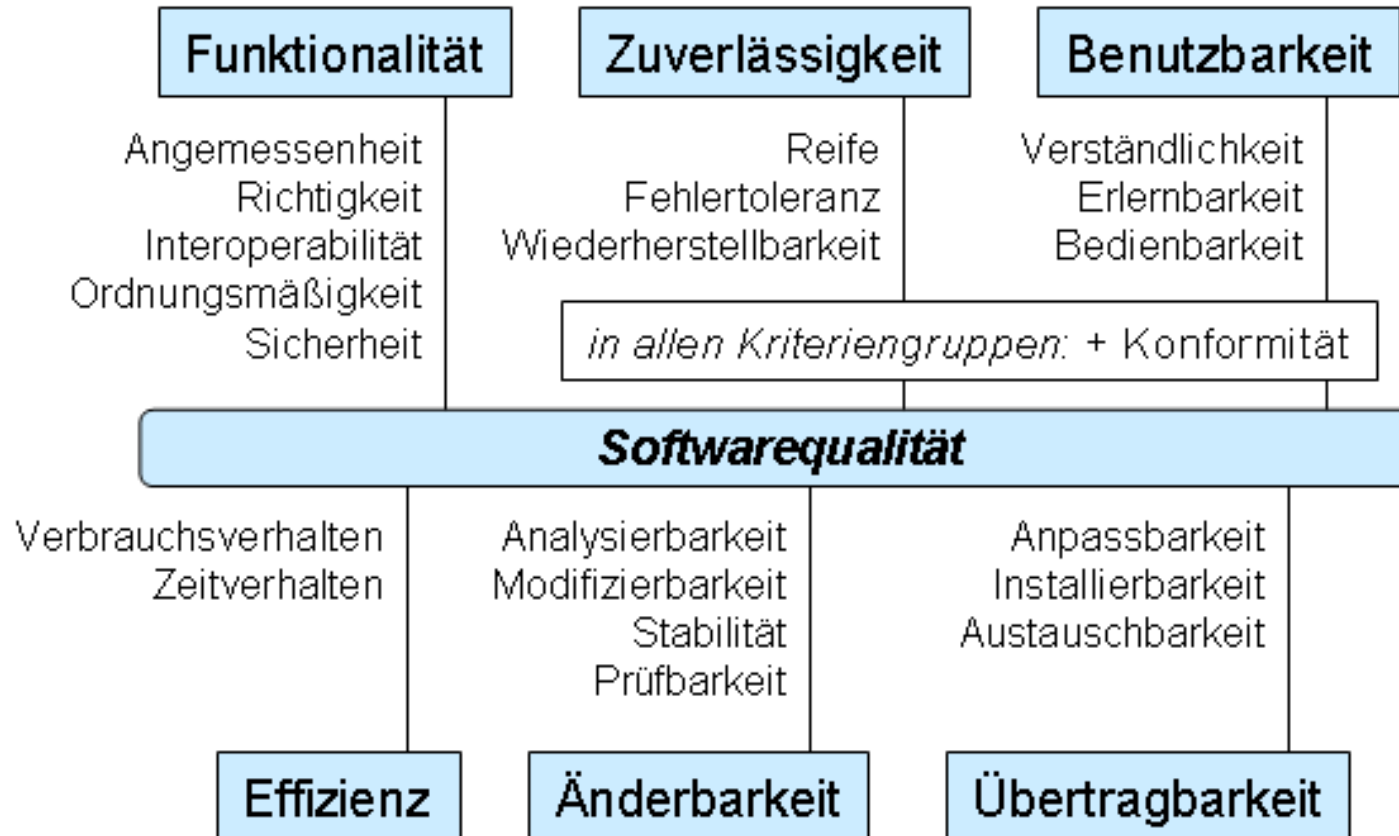 Funktionalität
Zuverlässigkeit
Benutzbarkeit
Angemessenheit
Richtigkeit
Interoperabilität
Ordnungsmäßigkeit
Sicherheit
Reife
Fehlertoleranz
Wiederherstellbarkeit
Verständlichkeit
Erlernbarkeit
Bedienbarkeit
in allen Kriteriengruppen: + Konformität
Softwarequalität
Verbrauchsverhalten
Zeitverhalten
Analysierbarkeit
Modifizierbarkeit
Stabilität
Prüfbarkeit
Anpassbarkeit
Installierbarkeit
Austauschbarkeit
Effizienz
Änderbarkeit
Übertragbarkeit